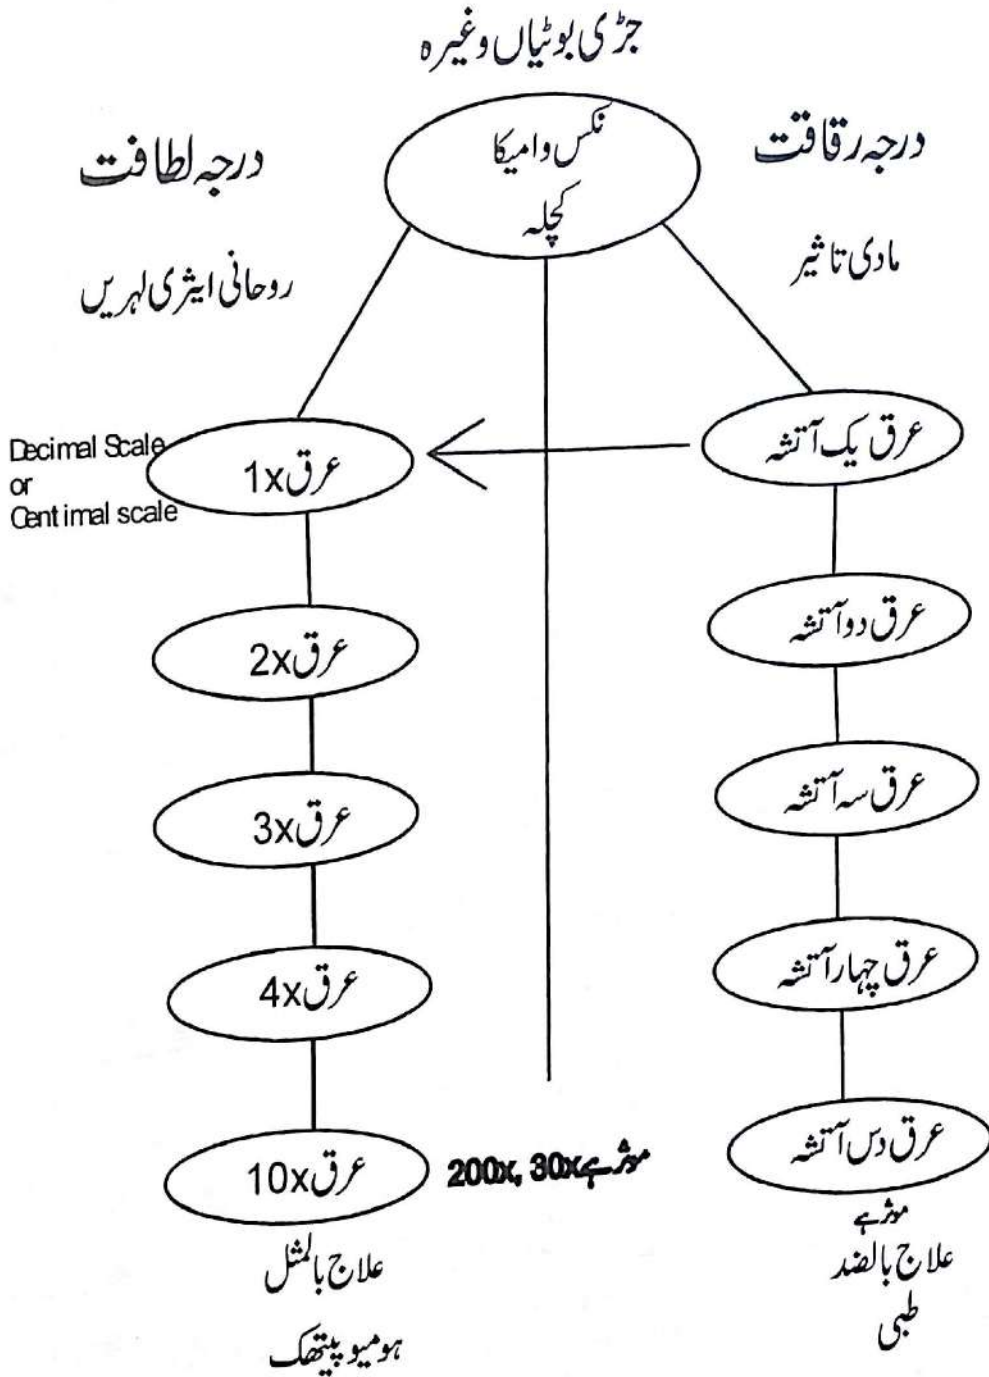 جڑی بوٹیاں وغیرہ
نکس وامیکا
کچلہ
درجہ رقاقت
مادی تاثیر
درجہ لطافت
روحانی ایثری لہریں
عرق یک آتشہ
عرق دو آتشہ
عرق سہ آتشہ
عرق چہار آتشہ
عرق دس آتشہ
موثر ہے
علاج بالضد
طبی
Decimal Scale
or
Centimal scale
عرق 1x
عرق 2x
عرق 3x
عرق 4x
عرق 10x
200x, 30x موثر ہے
علاج بالمثل
ہومیو پیتھک